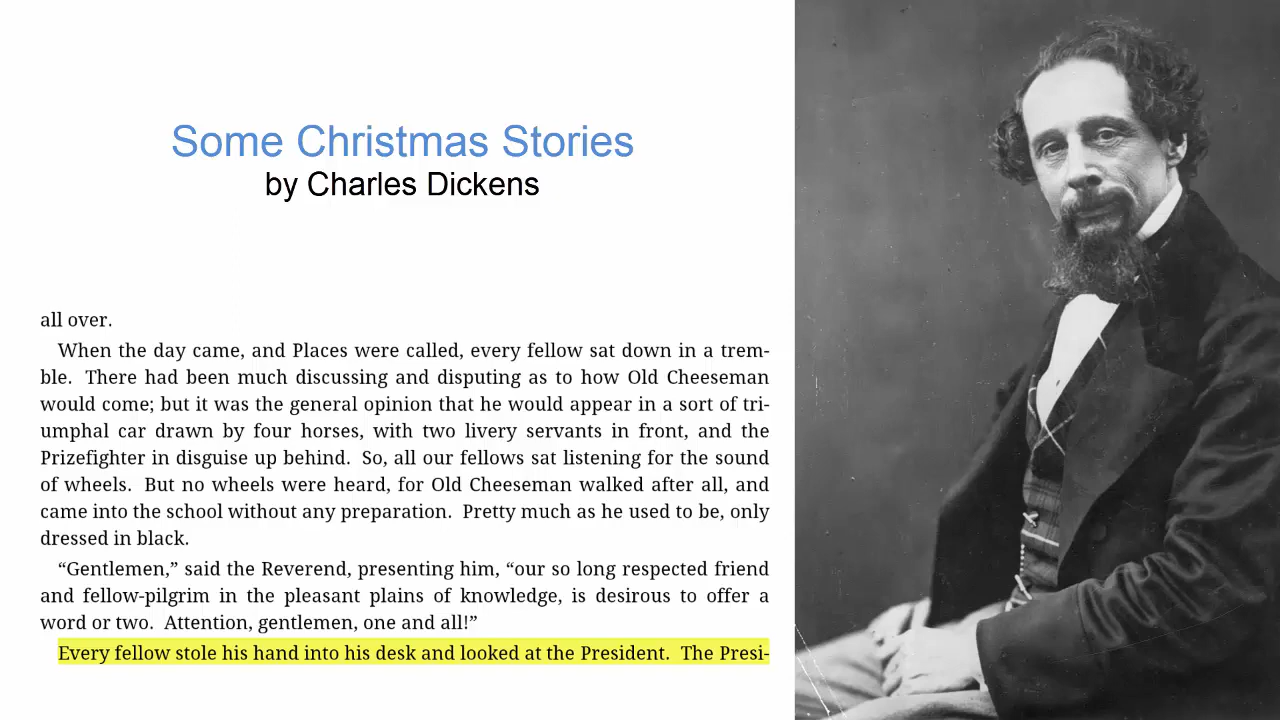 Some Christmas Stories
by Charles Dickens
all over.
When the day came, and Places were called, every fellow sat down in a trem-
ble. There had been much discussing and disputing as to how Old Cheeseman
would come; but it was the general opinion that he would appear in a sort of tri-
umphal car drawn by four horses, with two livery servants in front, and the
Prizefighter in disguise up behind. So, all our fellows sat listening for the sound
of wheels. But no wheels were heard, for Old Cheeseman walked after all, and
came into the school without any preparation. Pretty much as he used to be, only
dressed in black.
“Gentlemen,” said the Reverend, presenting him, “our so long respected friend
and fellow-pilgrim in the pleasant plains of knowledge, is desirous to offer a
word or two. Attention, gentlemen, one and all!”
Every fellow stole his hand into his desk and looked at the President. The Presi-